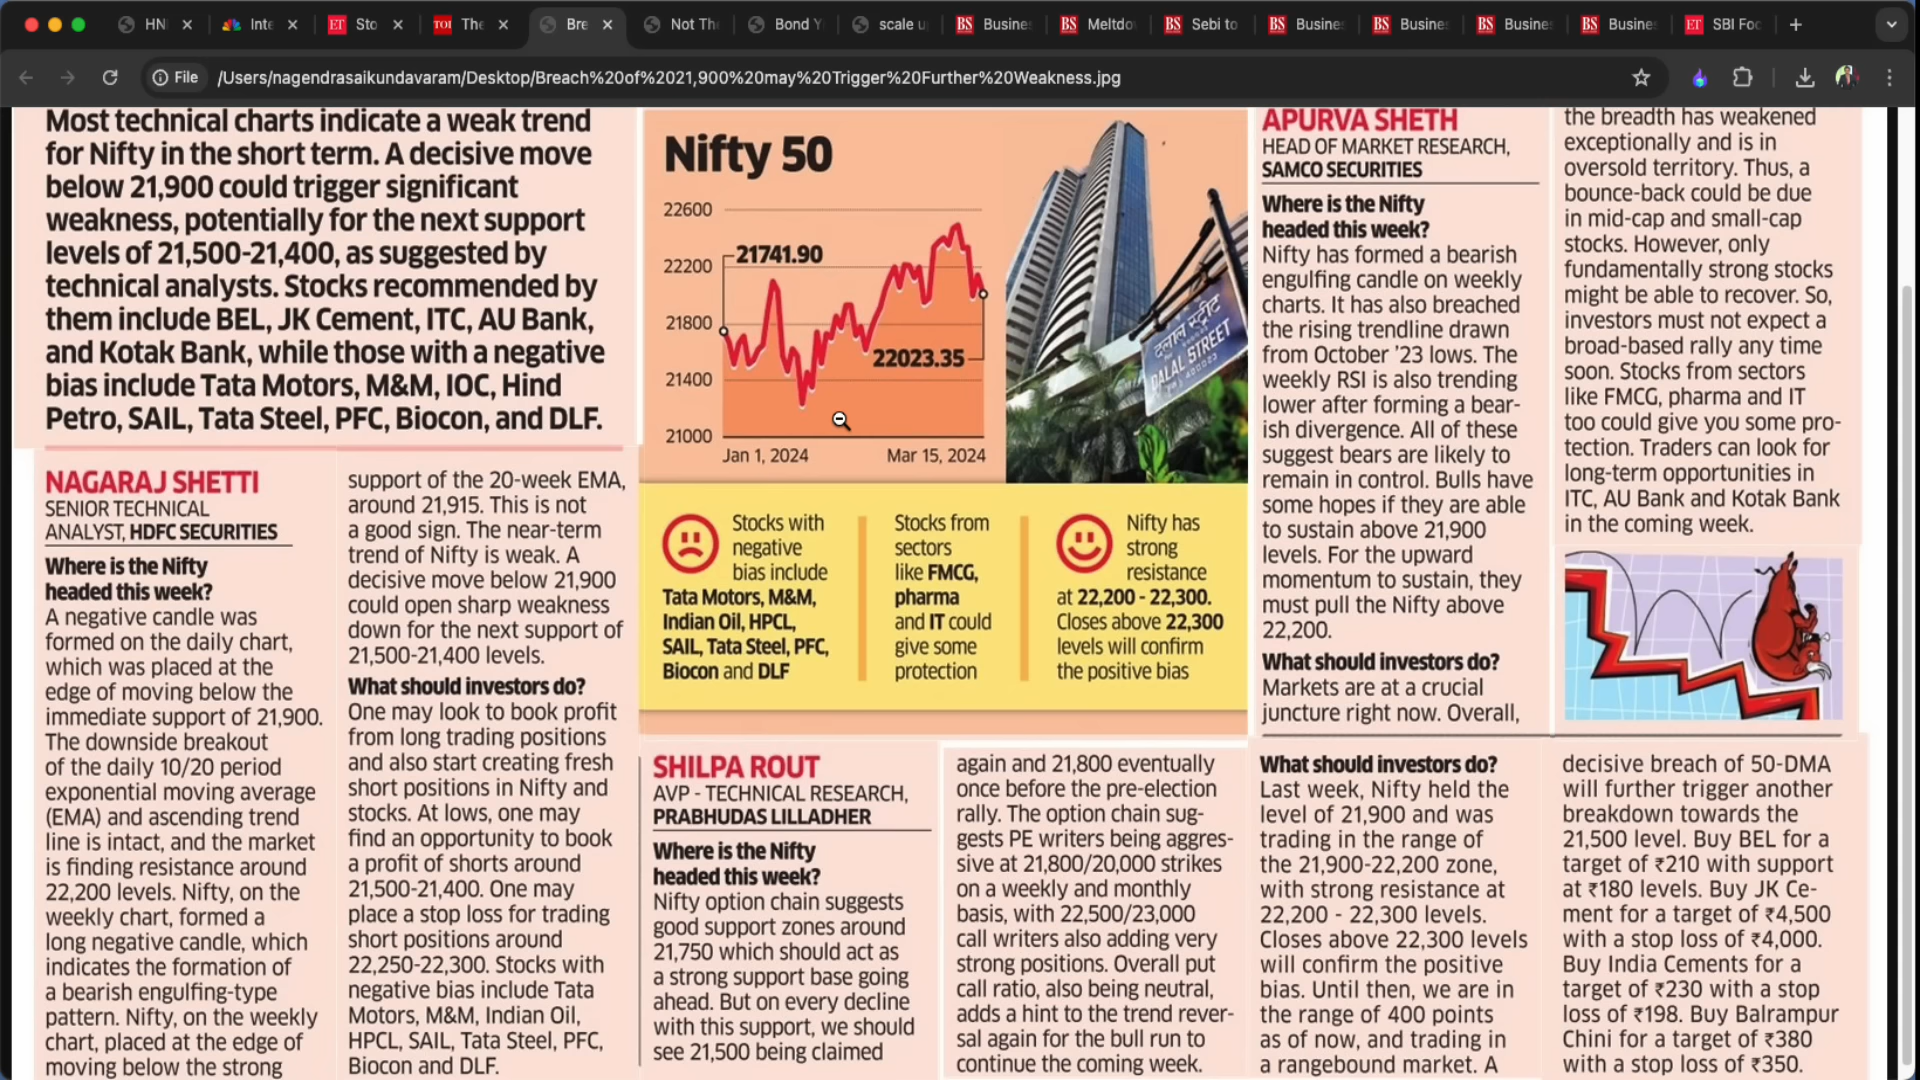 HN
Inte
Sto
The
Bre
Not Th
Bond Y
scale u
Busine
Meltdo
Sebi to
Busine
Busine
Busine
Busine
SBI Foc
File
/Users/nagendrasaikundavaram/Desktop/Breach%20of%2021,900%20may%20Trigger%20Further%20Weakness.jpg
Most technical charts indicate a weak trend
for Nifty in the short term. A decisive move
below 21,900 could trigger significant
weakness, potentially for the next support
levels of 21,500-21,400, as suggested by
technical analysts. Stocks recommended by
them include BEL, JK Cement, ITC, AU Bank,
and Kotak Bank, while those with a negative
bias include Tata Motors, M&M, IOC, Hind
Petro, SAIL, Tata Steel, PFC, Biocon, and DLF.
NAGARAJ SHETTI
SENIOR TECHNICAL
ANALYST, HDFC SECURITIES
Where is the Nifty
headed this week?
A negative candle was
formed on the daily chart,
which was placed at the
edge of moving below the
immediate support of 21,900.
The downside breakout
of the daily 10/20 period
exponential moving average
(EMA) and ascending trend
line is intact, and the market
is finding resistance around
22,200 levels. Nifty, on the
weekly chart, formed a
long negative candle, which
indicates the formation of
a bearish engulfing-type
pattern. Nifty, on the weekly
chart, placed at the edge of
moving below the strong
support of the 20-week EMA,
around 21,915. This is not
a good sign. The near-term
trend of Nifty is weak. A
decisive move below 21,900
could open sharp weakness
down for the next support of
21,500-21,400 levels.
What should investors do?
One may look to book profit
from long trading positions
and also start creating fresh
short positions in Nifty and
stocks. At lows, one may
find an opportunity to book
a profit of shorts around
21,500-21,400. One may
place a stop loss for trading
short positions around
22,250-22,300. Stocks with
negative bias include Tata
Motors, M&M, Indian Oil,
HPCL, SAIL, Tata Steel, PFC,
Biocon and DLF.
Nifty 50
22600
22200
21800
21400
21000
21741.90
22023.35
Jan 1, 2024
Mar 15, 2024
दलाल स्ट्रीट
DALAL STREET
Stocks with
negative
bias include
Tata Motors, M&M,
Indian Oil, HPCL,
SAIL, Tata Steel, PFC,
Biocon and DLF
Stocks from
sectors
like FMCG,
pharma
and IT could
give some
protection
Nifty has
strong
resistance
at 22,200 - 22,300.
Closes above 22,300
levels will confirm
the positive bias
SHILPA ROUT
AVP - TECHNICAL RESEARCH,
PRABHUDAS LILLADHER
Where is the Nifty
headed this week?
Nifty option chain suggests
good support zones around
21,750 which should act as
a strong support base going
ahead. But on every decline
with this support, we should
see 21,500 being claimed
again and 21,800 eventually
once before the pre-election
rally. The option chain sug-
gests PE writers being aggres-
sive at 21,800/20,000 strikes
on a weekly and monthly
basis, with 22,500/23,000
call writers also adding very
strong positions. Overall put
call ratio, also being neutral,
adds a hint to the trend rever-
sal again for the bull run to
continue the coming week.
What should investors do?
Last week, Nifty held the
level of 21,900 and was
trading in the range of
the 21,900-22,200 zone,
with strong resistance at
22,200 - 22,300 levels.
Closes above 22,300 levels
will confirm the positive
bias. Until then, we are in
the range of 400 points
as of now, and trading in
a rangebound market. A
decisive breach of 50-DMA
will further trigger another
breakdown towards the
21,500 level. Buy BEL for a
target of ₹210 with support
at ₹180 levels. Buy JK Ce-
ment for a target of ₹4,500
with a stop loss of ₹4,000.
Buy India Cements for a
target of ₹230 with a stop
loss of ₹198. Buy Balrampur
Chini for a target of ₹380
with a stop loss of ₹350.
APURVA SHETH
HEAD OF MARKET RESEARCH,
SAMCO SECURITIES
Where is the Nifty
headed this week?
Nifty has formed a bearish
engulfing candle on weekly
charts. It has also breached
the rising trendline drawn
from October '23 lows. The
weekly RSI is also trending
lower after forming a bear-
ish divergence. All of these
suggest bears are likely to
remain in control. Bulls have
some hopes if they are able
to sustain above 21,900
levels. For the upward
momentum to sustain, they
must pull the Nifty above
22,200.
What should investors do?
Markets are at a crucial
juncture right now. Overall,
the breadth has weakened
exceptionally and is in
oversold territory. Thus, a
bounce-back could be due
in mid-cap and small-cap
stocks. However, only
fundamentally strong stocks
might be able to recover. So,
investors must not expect a
broad-based rally any time
soon. Stocks from sectors
like FMCG, pharma and IT
too could give you some pro-
tection. Traders can look for
long-term opportunities in
ITC, AU Bank and Kotak Bank
in the coming week.